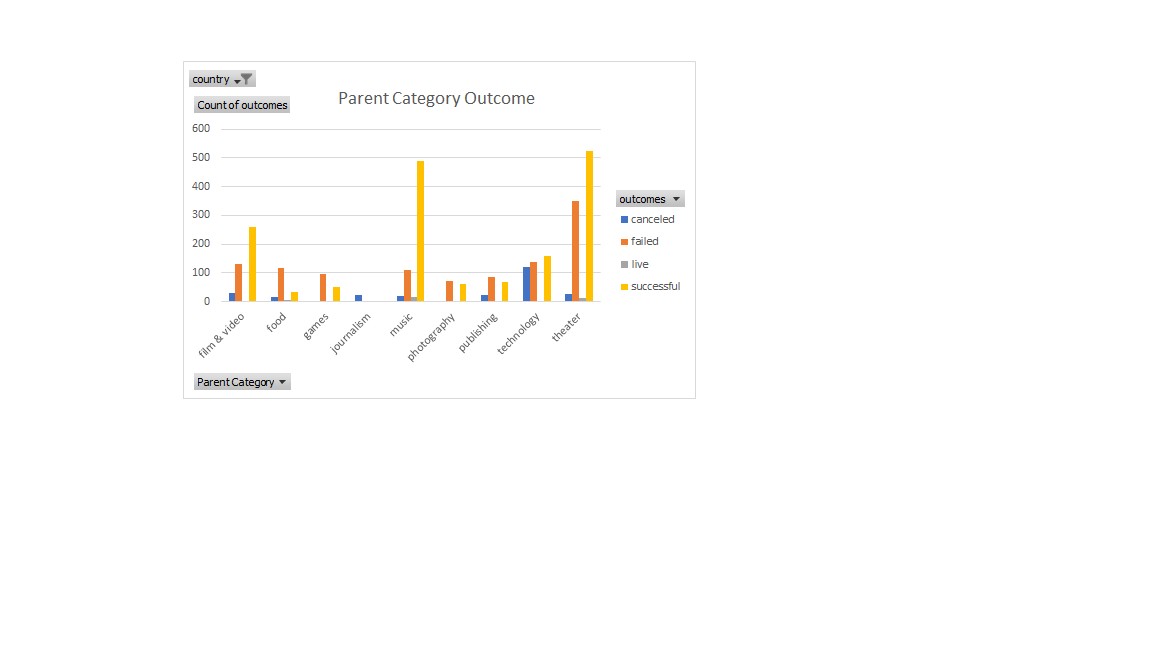 country
Count of outcomes
Parent Category Outcome
600
500
400
300
200
100
0
film & video
food
games
journalism
music
photography
publishing
technology
theater
outcomes
canceled
failed
live
successful
Parent Category